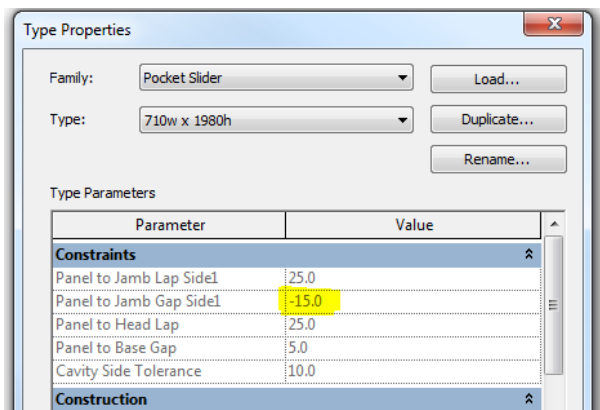 Type Properties
Family: Pocket Slider Load...
Type: 710w x 1980h Duplicate...
Rename...
Type Parameters
Parameter Value
Constraints
Panel to Jamb Lap Side1 25.0
Panel to Jamb Gap Side1 -15.0
Panel to Head Lap 25.0
Panel to Base Gap 5.0
Cavity Side Tolerance 10.0
Construction